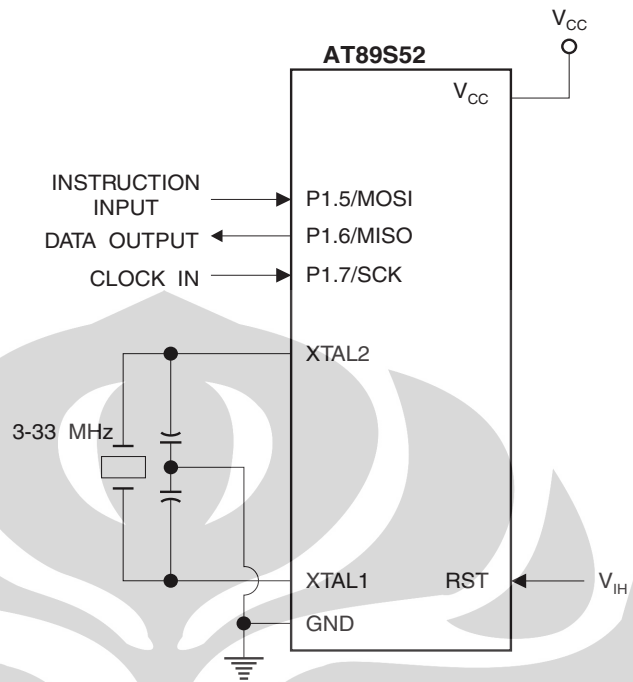 V_CC
AT89S52
V_CC
INSTRUCTION
INPUT
P1.5/MOSI
DATA OUTPUT
P1.6/MISO
CLOCK IN
P1.7/SCK
XTAL2
3-33 MHz
XTAL1
RST
V_IH
GND